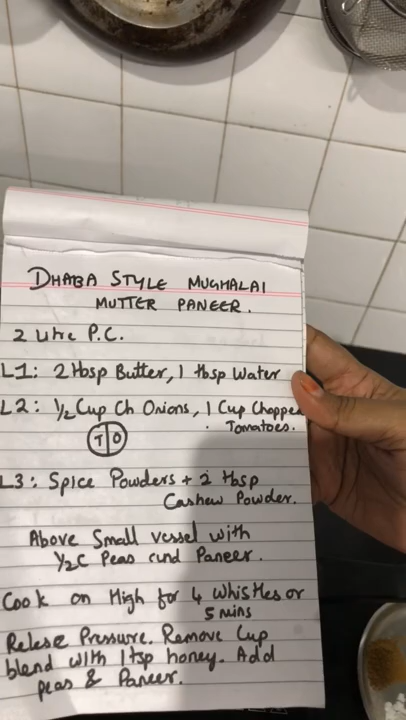 DHABA STYLE MUGHALAI
MUTTER PANEER.
2 litre P.C.
L1: 2 tbsp Butter, 1 tbsp Water
L2: ½ Cup Ch Onions, 1 Cup Chopped
Tomatoes.
T O
L3: Spice Powders + 2 tbsp
Cashew Powder.
Above Small vessel with
½C Peas and Paneer.
Cook on High for 4 Whistles or
5 mins
Relese Pressure. Remove Cup
blend with 1 tsp honey. Add
peas & Paneer.